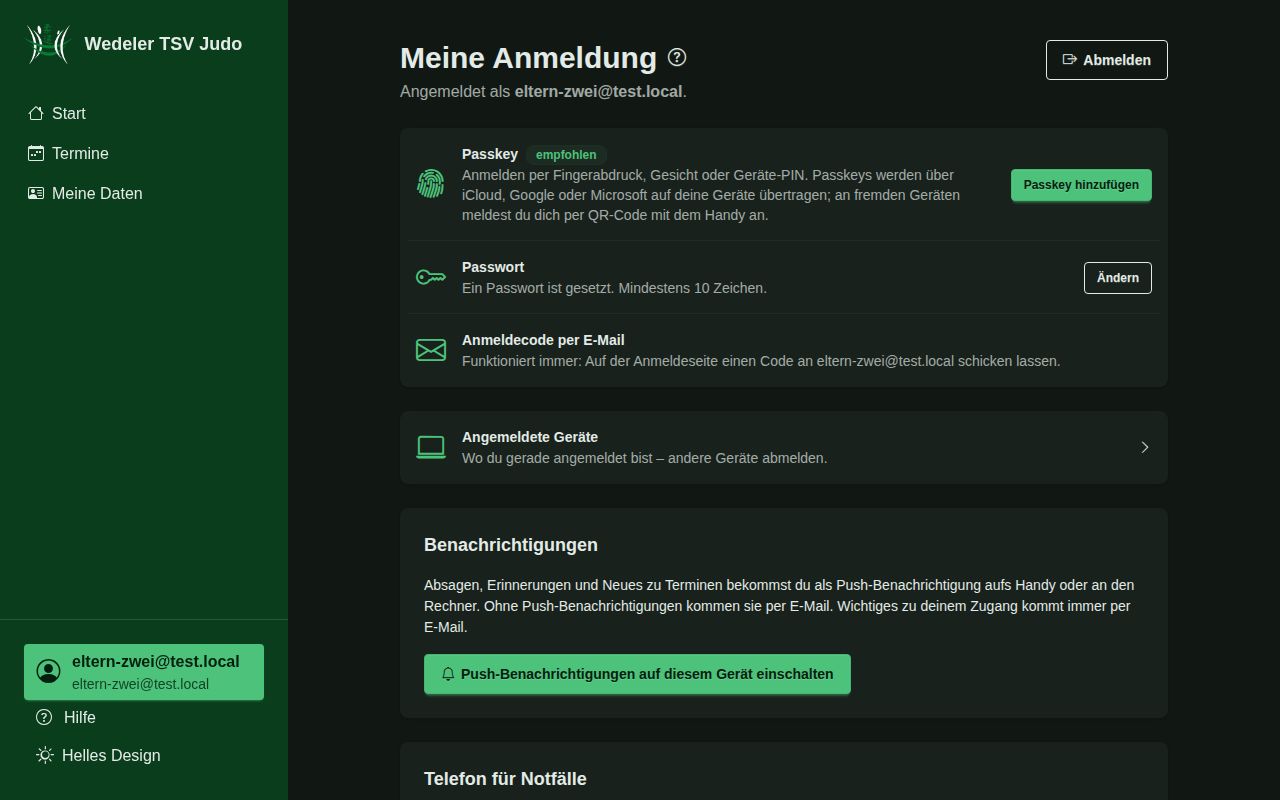 Wedeler TSV Judo
Start
Termine
Meine Daten
eltern-zwei@test.local
eltern-zwei@test.local
Hilfe
Helles Design
Meine Anmeldung
Angemeldet als eltern-zwei@test.local.
Abmelden
Passkey empfohlen
Anmelden per Fingerabdruck, Gesicht oder Geräte-PIN. Passkeys werden über
iCloud, Google oder Microsoft auf deine Geräte übertragen; an fremden Geräten
meldest du dich per QR-Code mit dem Handy an.
Passkey hinzufügen
Passwort
Ein Passwort ist gesetzt. Mindestens 10 Zeichen.
Ändern
Anmeldecode per E-Mail
Funktioniert immer: Auf der Anmeldeseite einen Code an eltern-zwei@test.local schicken lassen.
Angemeldete Geräte
Wo du gerade angemeldet bist – andere Geräte abmelden.
Benachrichtigungen
Absagen, Erinnerungen und Neues zu Terminen bekommst du als Push-Benachrichtigung aufs Handy oder an den
Rechner. Ohne Push-Benachrichtigungen kommen sie per E-Mail. Wichtiges zu deinem Zugang kommt immer per
E-Mail.
Push-Benachrichtigungen auf diesem Gerät einschalten
Telefon für Notfälle